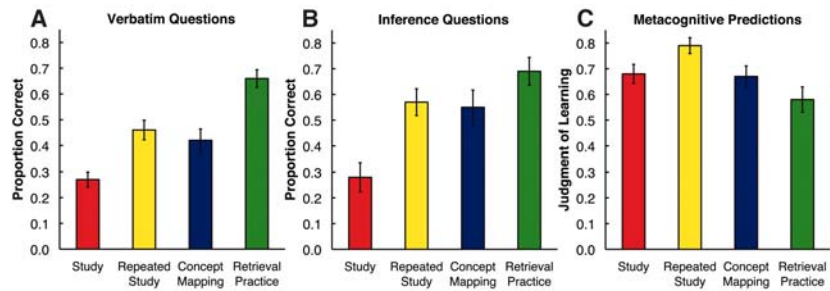 A
Verbatim Questions
Proportion Correct
0.8
0.7
0.6
0.5
0.4
0.3
0.2
0.1
0.0
Study
Repeated
Study
Concept
Mapping
Retrieval
Practice
B
Inference Questions
Proportion Correct
0.8
0.7
0.6
0.5
0.4
0.3
0.2
0.1
0.0
Study
Repeated
Study
Concept
Mapping
Retrieval
Practice
C
Metacognitive Predictions
Judgment of Learning
0.8
0.7
0.6
0.5
0.4
0.3
0.2
0.1
0.0
Study
Repeated
Study
Concept
Mapping
Retrieval
Practice